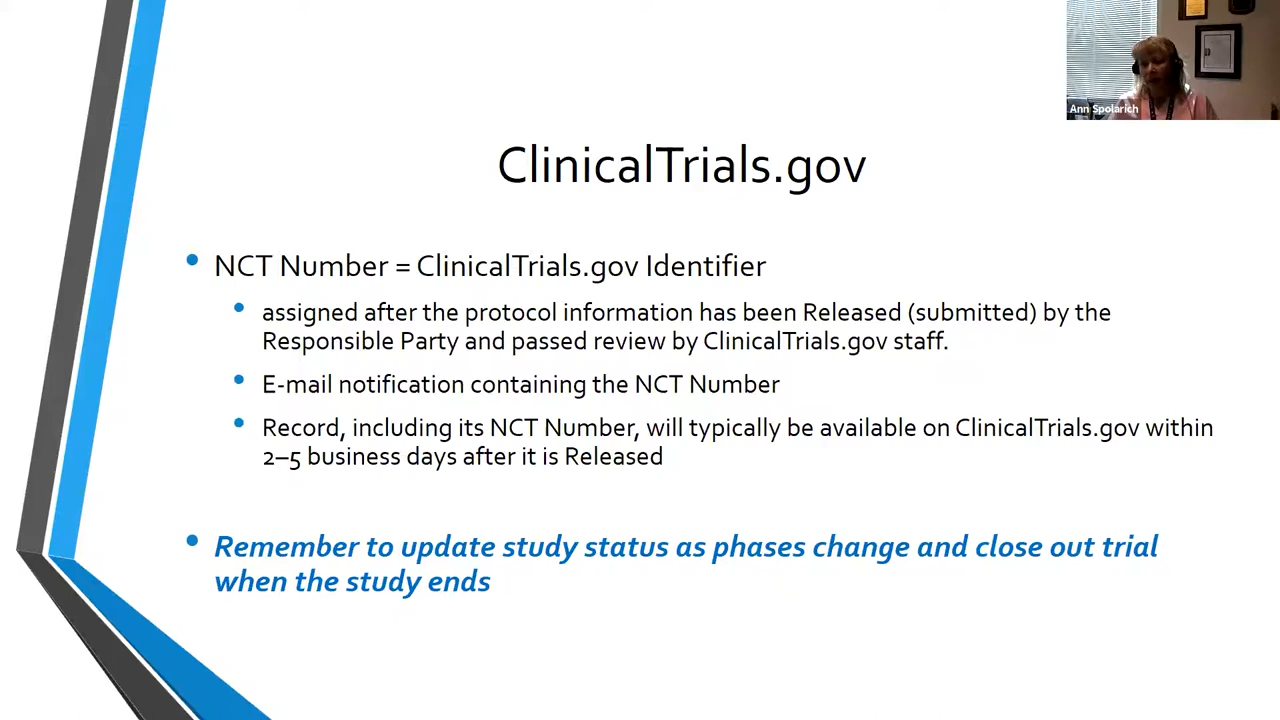 Ann Spolarich
ClinicalTrials.gov
NCT Number = ClinicalTrials.gov Identifier
assigned after the protocol information has been Released (submitted) by the
Responsible Party and passed review by ClinicalTrials.gov staff.
E-mail notification containing the NCT Number
Record, including its NCT Number, will typically be available on ClinicalTrials.gov within
2–5 business days after it is Released
Remember to update study status as phases change and close out trial
when the study ends